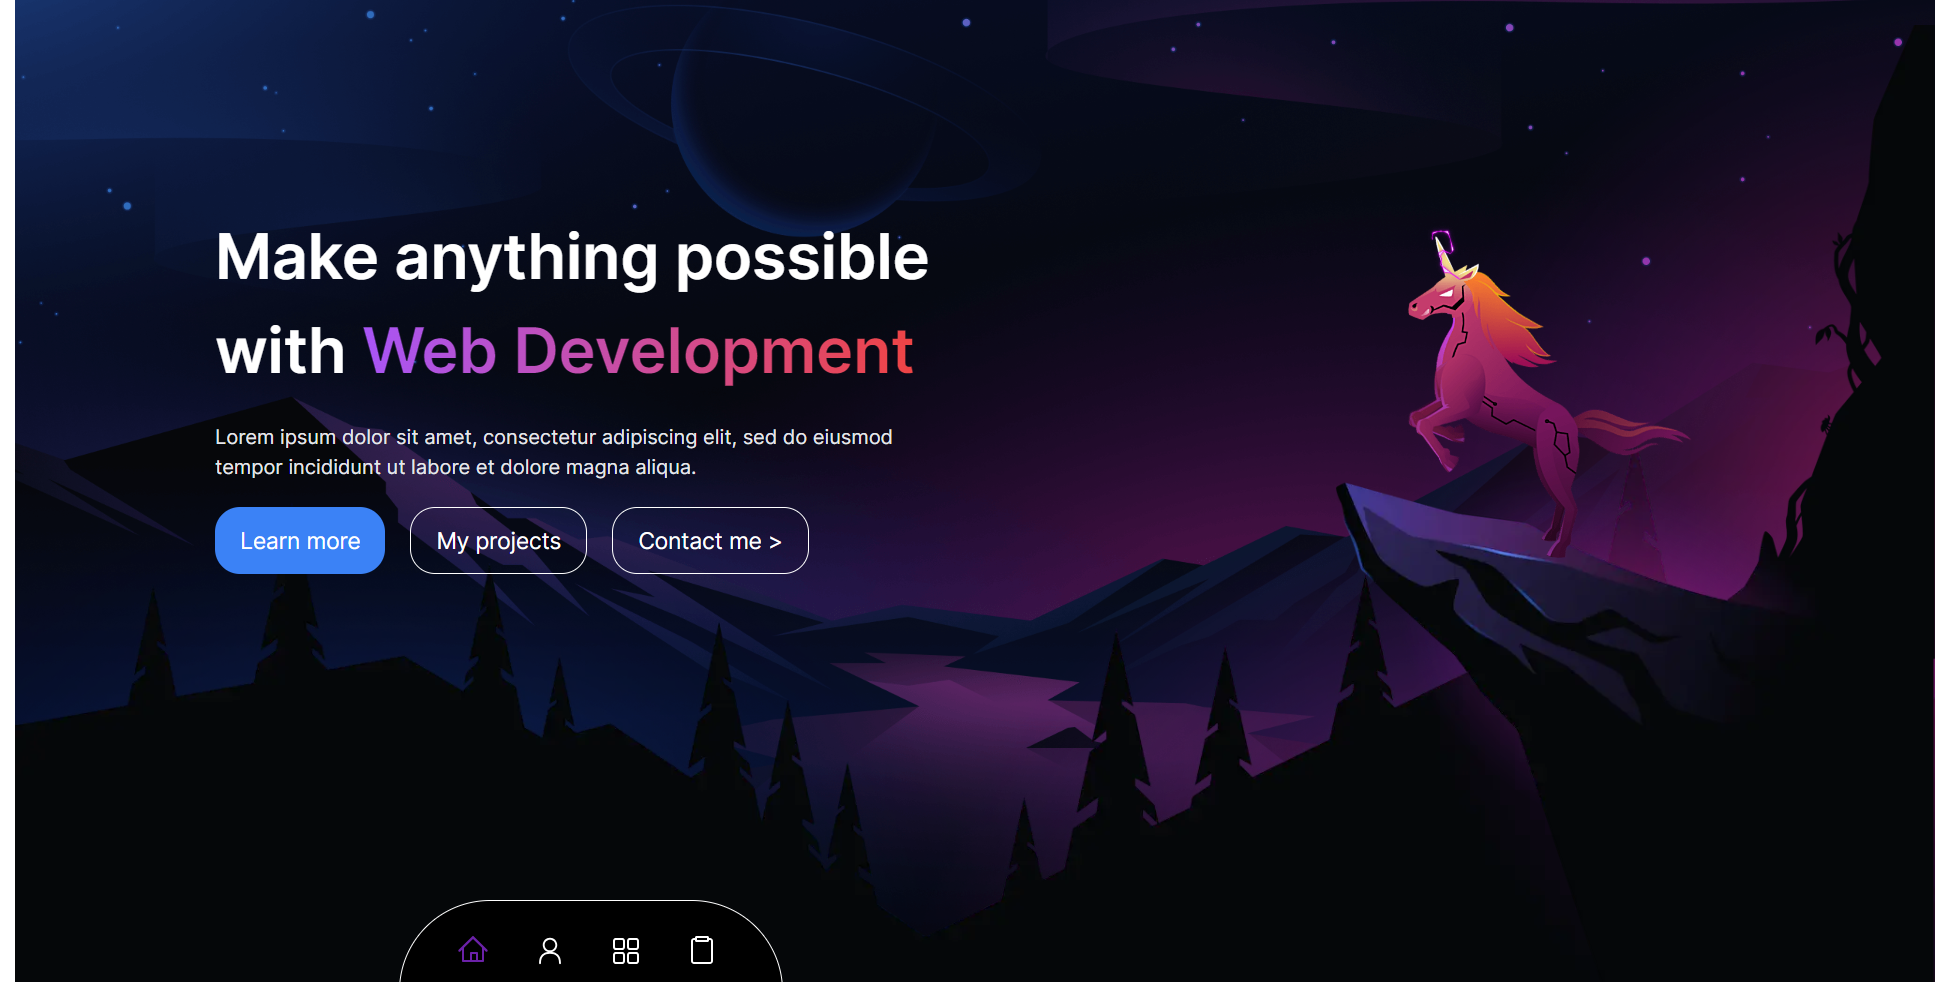 Make anything possible
with Web Development
Lorem ipsum dolor sit amet, consectetur adipiscing elit, sed do eiusmod
tempor incididunt ut labore et dolore magna aliqua.
Learn more
My projects
Contact me >